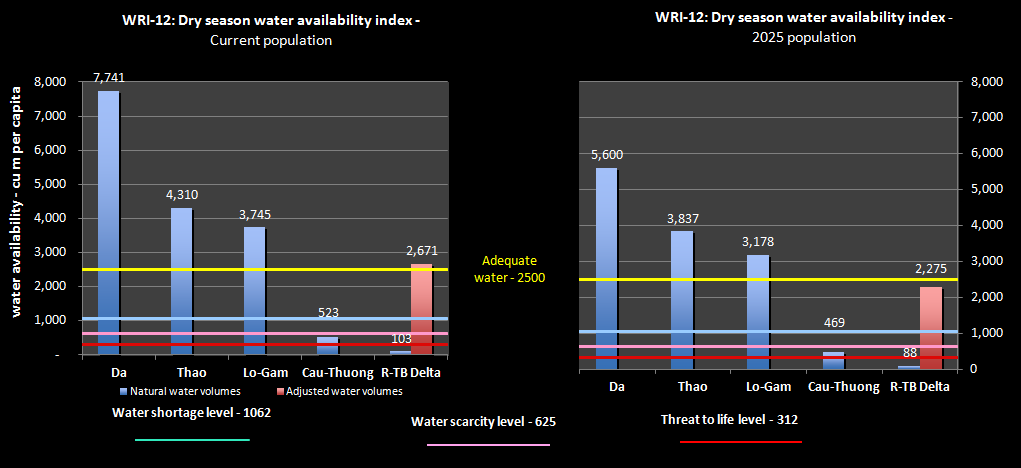 WRI-12: Dry season water availability index -
Current population
water availability - cu m per capita
8,000
7,000
6,000
5,000
4,000
3,000
2,000
1,000
-
7,741
4,310
3,745
523
103
2,671
Da Thao Lo-Gam Cau-Thuong R-TB Delta
Natural water volumes Adjusted water volumes
Adequate
water - 2500
WRI-12: Dry season water availability index -
2025 population
5,600
3,837
3,178
469
88
2,275
8,000
7,000
6,000
5,000
4,000
3,000
2,000
1,000
0
Da Thao Lo-Gam Cau-Thuong R-TB Delta
Water shortage level - 1062
Water scarcity level - 625
Threat to life level - 312